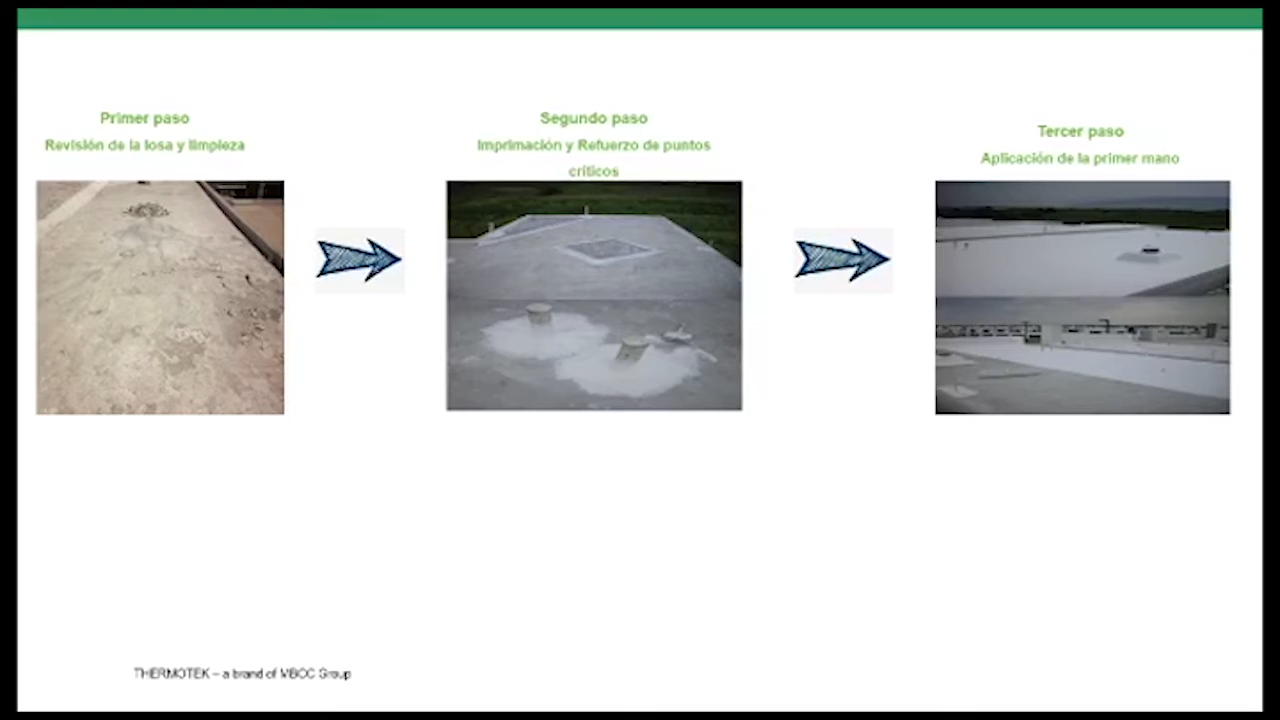 Primer paso
Revisión de la losa y limpieza
Segundo paso
Imprimación y Refuerzo de puntos
críticos
Tercer paso
Aplicación de la primer mano
THERMOTEK – a brand of MBCC Group